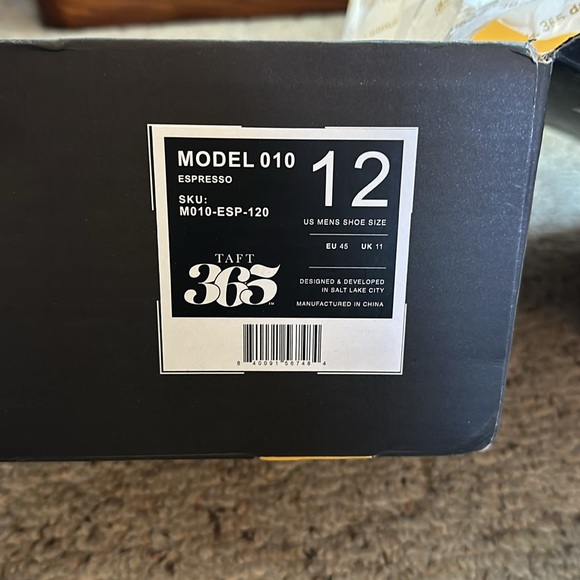 MODEL 010
ESPRESSO
SKU:
M010-ESP-120
12
US MENS SHOE SIZE
EU 45 UK 11
TAFT
365
DESIGNED & DEVELOPED
IN SALT LAKE CITY
MANUFACTURED IN CHINA